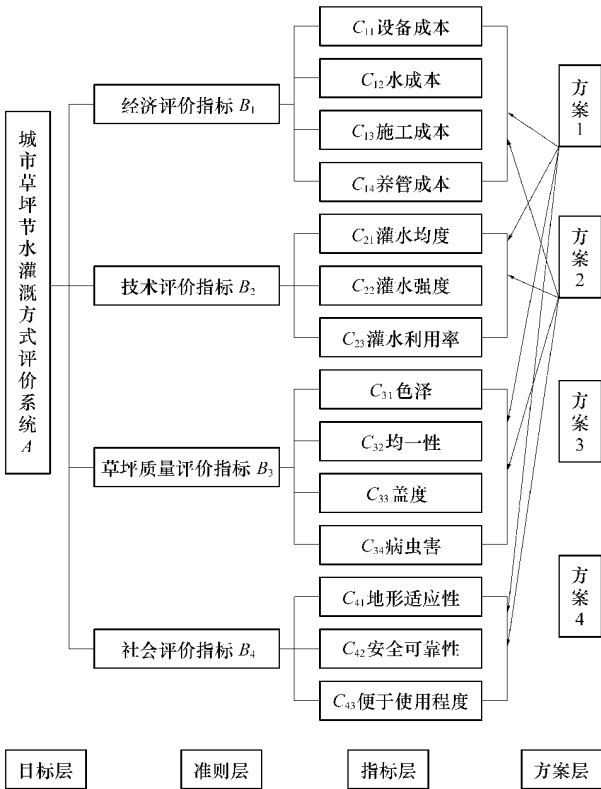 城市草坪节水灌溉方式评价系统A
经济评价指标 B₁
技术评价指标 B₂
草坪质量评价指标 B₃
社会评价指标 B₄
C₁₁设备成本
C₁₂水成本
C₁₃施工成本
C₁₄养管成本
C₂₁灌水均度
C₂₂灌水强度
C₂₃灌水利用率
C₃₁色泽
C₃₂均一性
C₃₃盖度
C₃₄病虫害
C₄₁地形适应性
C₄₂安全可靠性
C₄₃便于使用程度
方案1
方案2
方案3
方案4
目标层
准则层
指标层
方案层